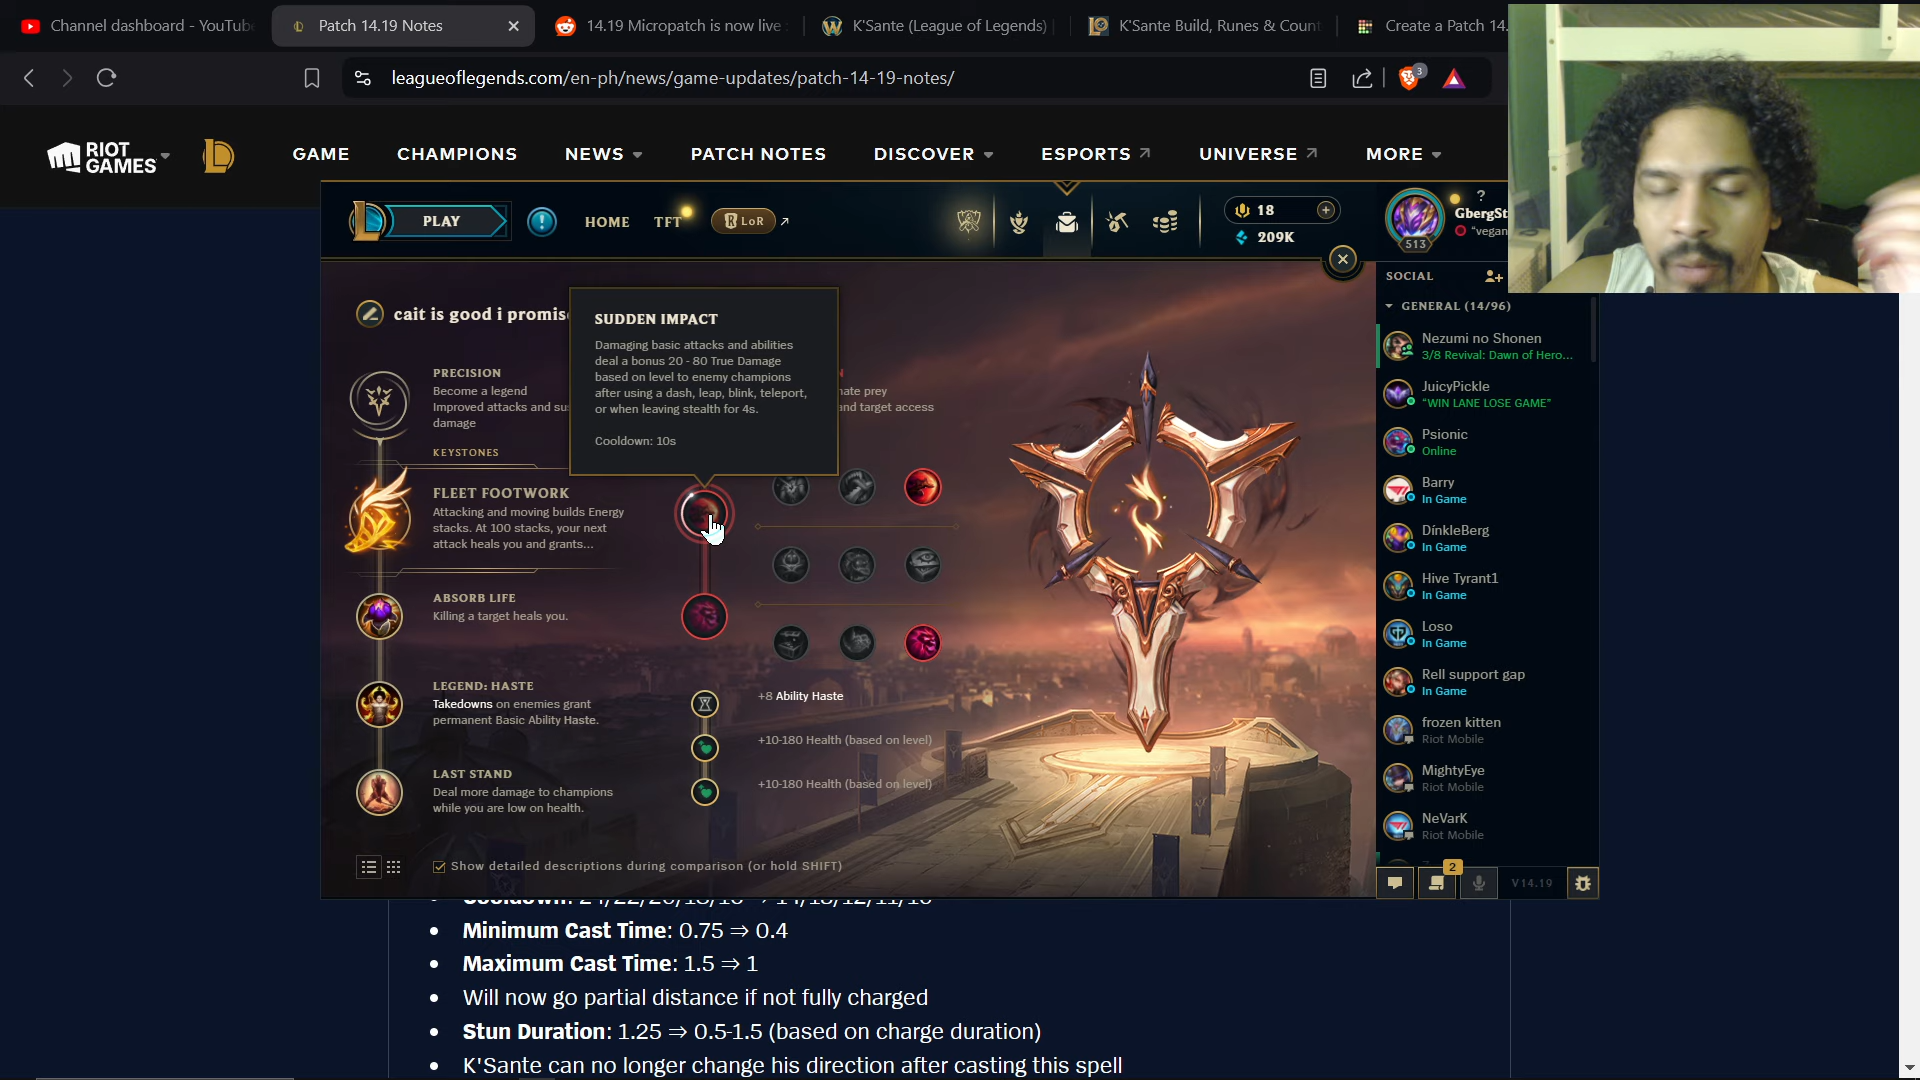 Channel dashboard - YouTube
Patch 14.19 Notes
14.19 Micropatch is now live
K'Sante (League of Legends)
K'Sante Build, Runes & Count
Create a Patch 14.
leagueoflegends.com/en-ph/news/game-updates/patch-14-19-notes/
3
RIOT GAMES
GAME
CHAMPIONS
NEWS
PATCH NOTES
DISCOVER
ESPORTS
UNIVERSE
MORE
PLAY
HOME
TFT
LoR
18
209K
513
?
GbergSt
"vegan
SOCIAL
GENERAL (14/96)
cait is good i promise
SUDDEN IMPACT
Damaging basic attacks and abilities
deal a bonus 20 - 80 True Damage
based on level to enemy champions
after using a dash, leap, blink, teleport,
or when leaving stealth for 4s.
Cooldown: 10s
PRECISION
Become a legend
Improved attacks and sus
damage
N
nate prey
and target access
KEYSTONES
FLEET FOOTWORK
Attacking and moving builds Energy
stacks. At 100 stacks, your next
attack heals you and grants...
ABSORB LIFE
Killing a target heals you.
LEGEND: HASTE
Takedowns on enemies grant
permanent Basic Ability Haste.
LAST STAND
Deal more damage to champions
while you are low on health.
+8 Ability Haste
+10-180 Health (based on level)
+10-180 Health (based on level)
Show detailed descriptions during comparison (or hold SHIFT)
Nezumi no Shonen
3/8 Revival: Dawn of Hero...
JuicyPickle
"WIN LANE LOSE GAME"
Psionic
Online
Barry
In Game
DínkleBerg
In Game
Hive Tyrant1
In Game
Loso
In Game
Rell support gap
In Game
frozen kitten
Riot Mobile
MightyEye
Riot Mobile
NeVarK
Riot Mobile
2
V14.19
Minimum Cast Time: 0.75 ⇒ 0.4
Maximum Cast Time: 1.5 ⇒ 1
Will now go partial distance if not fully charged
Stun Duration: 1.25 ⇒ 0.5-1.5 (based on charge duration)
K'Sante can no longer change his direction after casting this spell